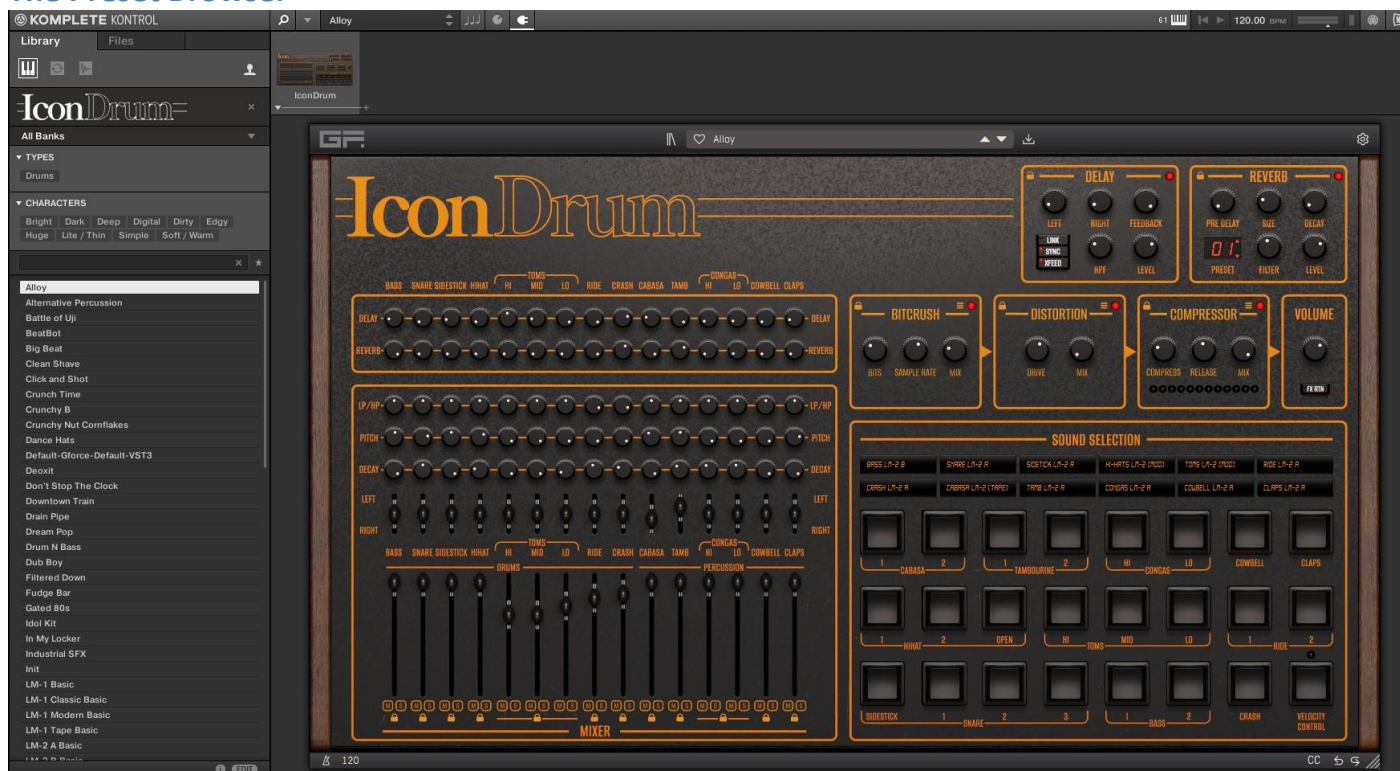 The Preset Browser
KOMPLETE KONTROL
Alloy
61
120.00 BPM
Library Files
IconDrum
IconDrum
All Banks
TYPES
Drums
CHARACTERS
Bright Dark Deep Digital Dirty Edgy
Huge Lite / Thin Simple Soft / Warm
Alloy
Alternative Percussion
Battle of Uji
BeatBot
Big Beat
Clean Shave
Click and Shot
Crunch Time
Crunchy B
Crunchy Nut Cornflakes
Dance Hats
Default-Gforce-Default-VST3
Deoxit
Don't Stop The Clock
Downtown Train
Drain Pipe
Dream Pop
Drum N Bass
Dub Boy
Filtered Down
Fudge Bar
Gated 80s
Idol Kit
In My Locker
Industrial SFX
Init
LM-1 Basic
LM-1 Classic Basic
LM-1 Modern Basic
LM-1 Tape Basic
LM-2 A Basic
EDIT
GF
Alloy
IconDrum
DELAY
LEFT RIGHT FEEDBACK
LINK
SYNC
XFEED
HPF LEVEL
REVERB
PRE DELAY SIZE DECAY
01
PRESET FILTER LEVEL
TOMS CONGAS
BASS SNARE SIDESTICK HIHAT HI MID LO RIDE CRASH CABASA TAMB HI LO COWBELL CLAPS
DELAY DELAY
REVERB REVERB
LP/HP LP/HP
PITCH PITCH
DECAY DECAY
LEFT LEFT
RIGHT RIGHT
TOMS CONGAS
BASS SNARE SIDESTICK HIHAT HI MID LO RIDE CRASH CABASA TAMB HI LO COWBELL CLAPS
DRUMS PERCUSSION
M S M S M S M S M S M S M S M S M S M S M S M S M S M S M S
MIXER
BITCRUSH
BITS SAMPLE RATE MIX
DISTORTION
DRIVE MIX
COMPRESSOR
COMPRESS RELEASE MIX
VOLUME
FX RTN
SOUND SELECTION
BASS LM-2 B SNARE LM-2 A SIDETICK LM-2 A HI-HATS LM-2 (MOD) TOMS LM-2 (MOD) RIDE LM-2 A
CRASH LM-2 A CABASA LM-2 (TAPE) TAMB LM-2 A CONGAS LM-2 A COWBELL LM-2 A CLAPS LM-2 A
1 2 1 2 HI LO COWBELL CLAPS
CABASA TAMBOURINE CONGAS
1 2 OPEN HI MID LO 1 2
HIHAT TOMS RIDE
SIDESTICK 1 2 3 1 2 CRASH VELOCITY CONTROL
SNARE BASS
120
CC